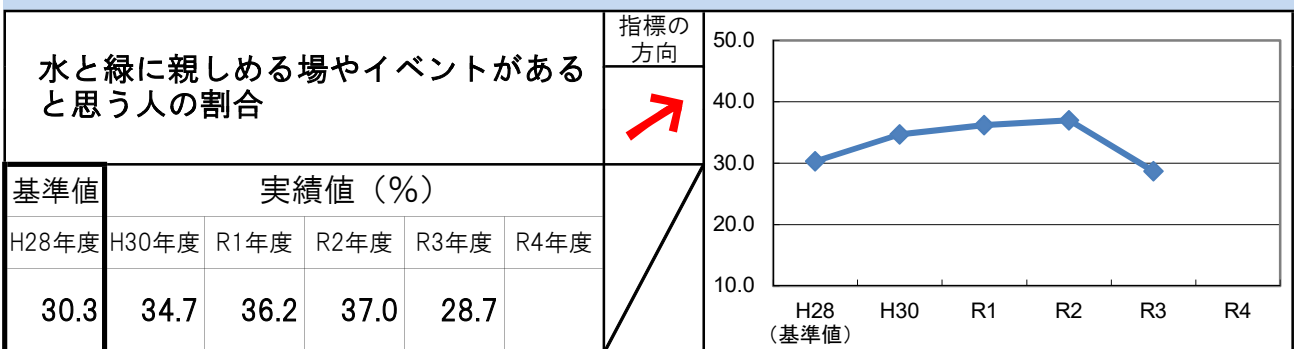 水と緑に親しめる場やイベントがある
と思う人の割合
指標の
方向
基準値 実績値（%）
H28年度 H30年度 R1年度 R2年度 R3年度 R4年度
30.3 34.7 36.2 37.0 28.7
50.0
40.0
30.0
20.0
10.0
H28 H30 R1 R2 R3 R4
（基準値）